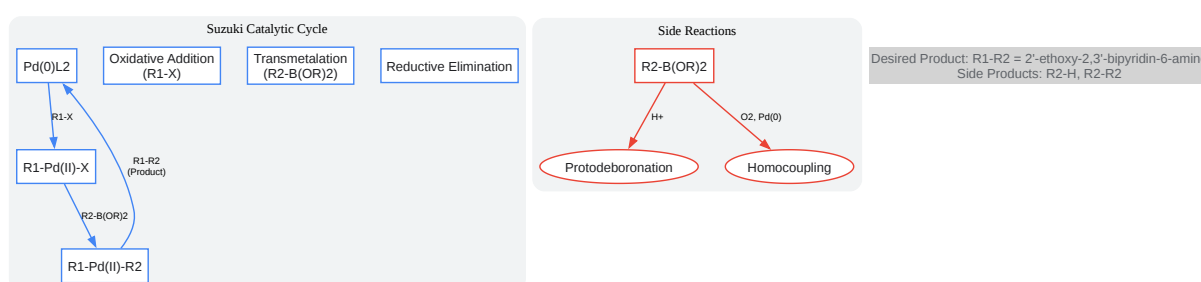 Suzuki Catalytic Cycle
Pd(0)L2
Oxidative Addition
(R1-X)
Transmetalation
(R2-B(OR)2)
Reductive Elimination
R1-X
R1-Pd(II)-X
R1-R2
(Product)
R2-B(OR)2
R1-Pd(II)-R2
Side Reactions
R2-B(OR)2
H+
O2, Pd(0)
Protodeboronation
Homocoupling
Desired Product: R1-R2 = 2'-ethoxy-2,3'-bipyridin-6-amin
Side Products: R2-H, R2-R2